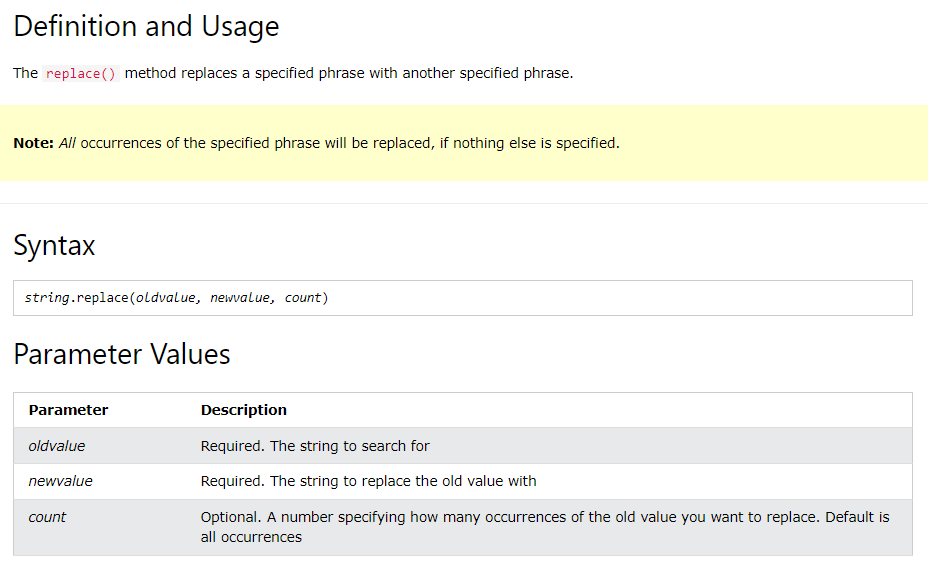 Definition and Usage
The replace() method replaces a specified phrase with another specified phrase.
Note: All occurrences of the specified phrase will be replaced, if nothing else is specified.
Syntax
string.replace(oldvalue, newvalue, count)
Parameter Values
Parameter Description
oldvalue Required. The string to search for
newvalue Required. The string to replace the old value with
count Optional. A number specifying how many occurrences of the old value you want to replace. Default is
all occurrences